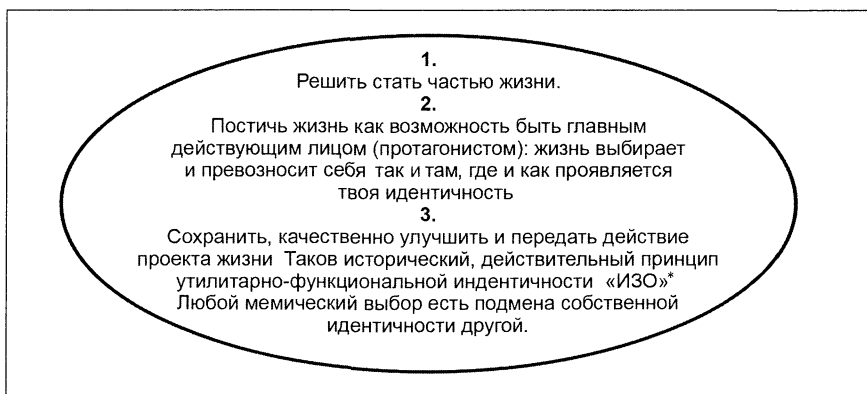 1.
Решить стать частью жизни.
2.
Постичь жизнь как возможность быть главным
действующим лицом (протагонистом): жизнь выбирает
и превозносит себя так и там, где и как проявляется
твоя идентичность
3.
Сохранить, качественно улучшить и передать действие
проекта жизни Таков исторический, действительный принцип
утилитарно-функциональной индентичности «ИЗО»*
Любой мемический выбор есть подмена собственной
идентичности другой.